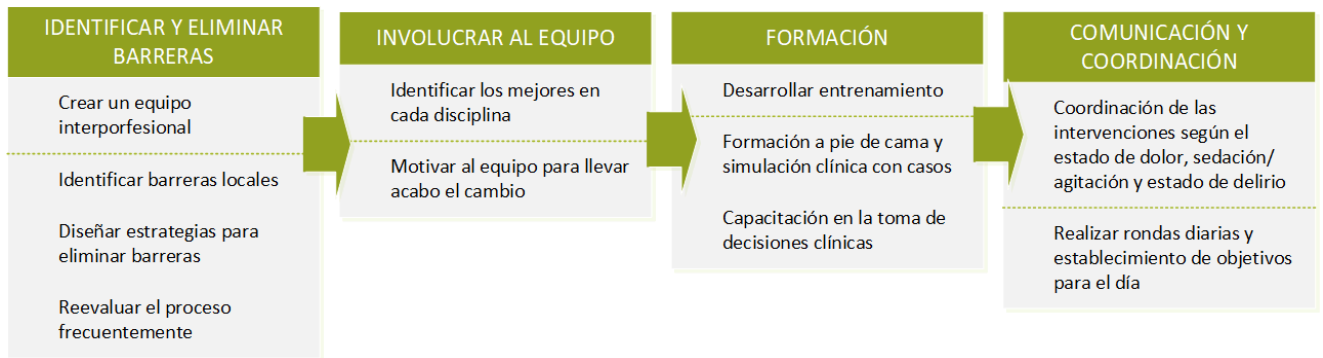 IDENTIFICAR Y ELIMINAR
BARRERAS
Crear un equipo
interporfesional
Identificar barreras locales
Diseñar estrategias para
eliminar barreras
Reevaluar el proceso
frecuentemente
INVOLUCRAR AL EQUIPO
Identificar los mejores en
cada disciplina
Motivar al equipo para llevar
acabo el cambio
FORMACIÓN
Desarrollar entrenamiento
Formación a pie de cama y
simulación clínica con casos
Capacitación en la toma de
decisiones clínicas
COMUNICACIÓN Y
COORDINACIÓN
Coordinación de las
intervenciones según el
estado de dolor, sedación/
agitación y estado de delirio
Realizar rondas diarias y
establecimiento de objetivos
para el día